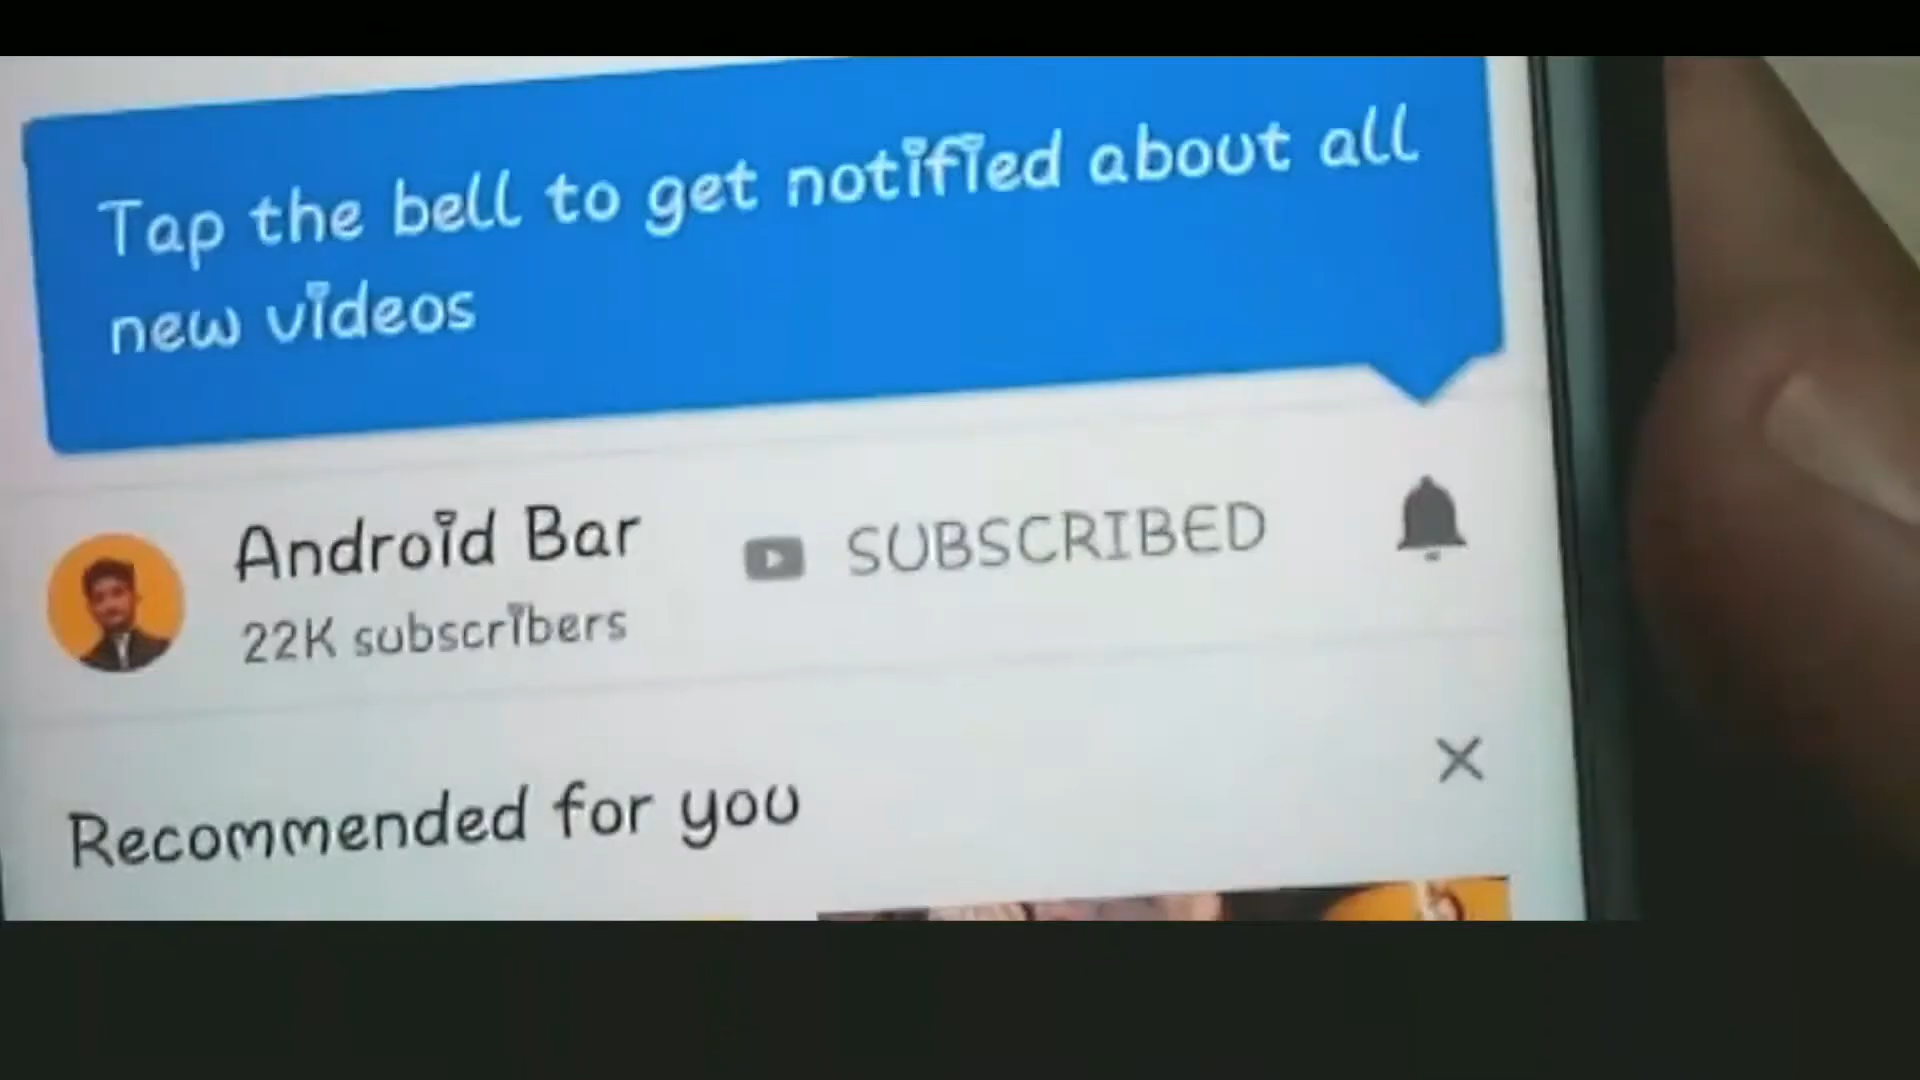 Tap the bell to get notified about all
new videos
Android Bar
SUBSCRIBED
22K subscribers
Recommended for you